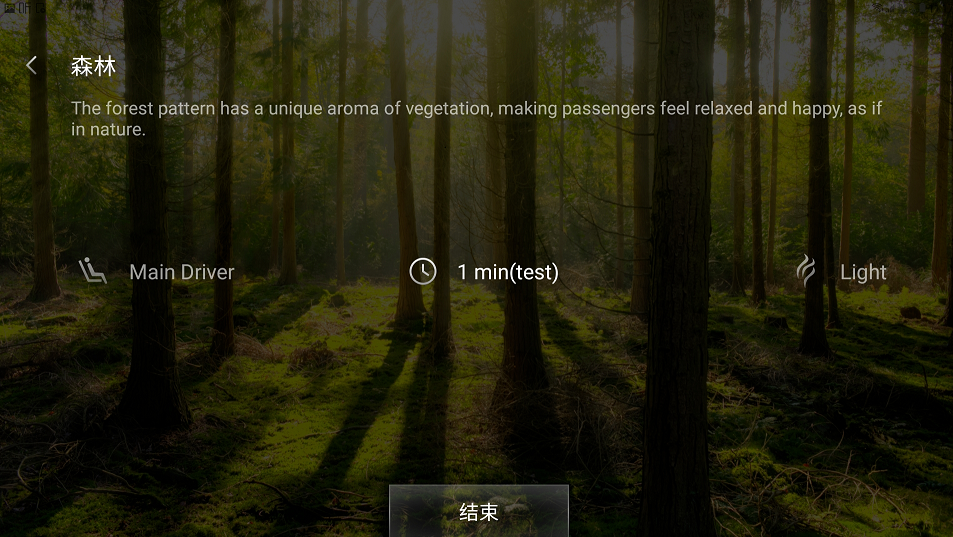 森林
The forest pattern has a unique aroma of vegetation, making passengers feel relaxed and happy, as if
in nature.
Main Driver
1 min(test)
Light
结束